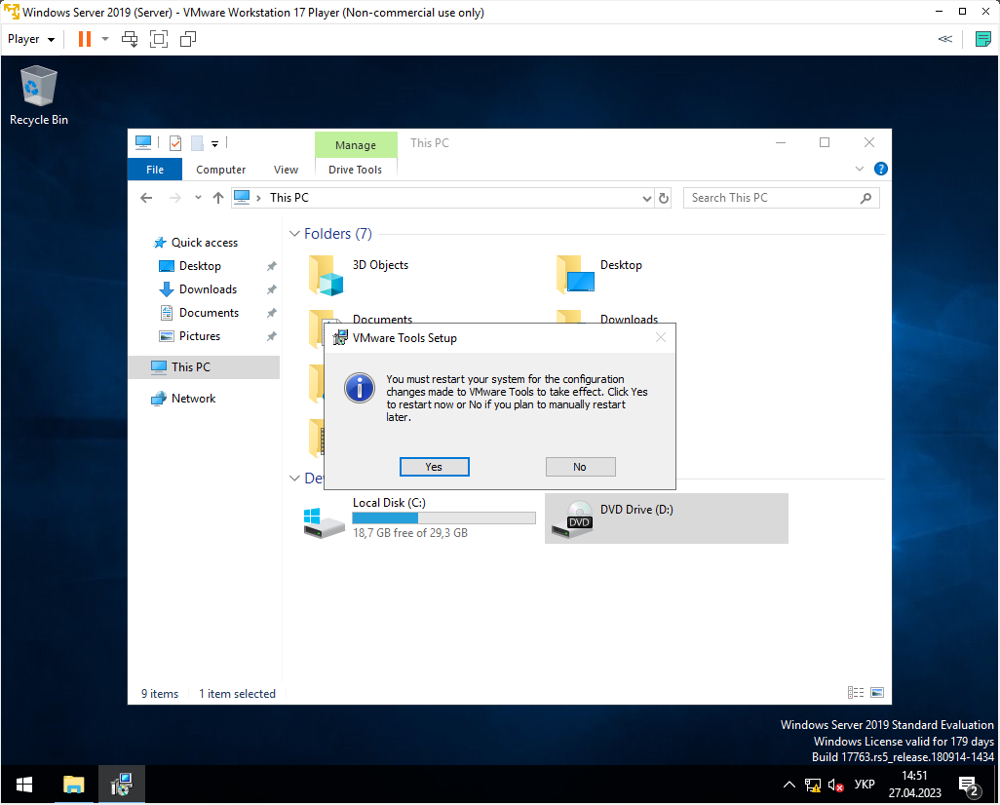 Windows Server 2019 (Server) - VMware Workstation 17 Player (Non-commercial use only)
Player
Recycle Bin
Manage
This PC
File
Computer
View
Drive Tools
This PC
Search This PC
Quick access
Desktop
Downloads
Documents
Pictures
This PC
Network
Folders (7)
3D Objects
Desktop
Documents
Downloads
VMware Tools Setup
You must restart your system for the configuration
changes made to VMware Tools to take effect. Click Yes
to restart now or No if you plan to manually restart
later.
Yes
No
Local Disk (C:)
18,7 GB free of 29,3 GB
DVD
DVD Drive (D:)
9 items
1 item selected
Windows Server 2019 Standard Evaluation
Windows License valid for 179 days
Build 17763.rs5_release.180914-1434
УКР
14:51
27.04.2023
2